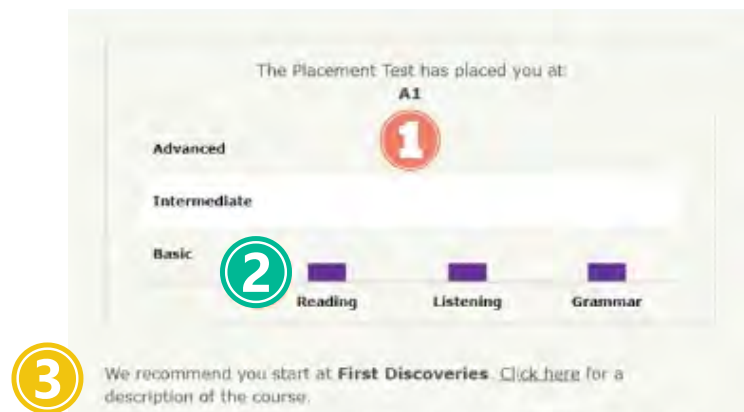 The Placement Test has placed you at:
A1
1
Advanced
Intermediate
Basic
2
Reading Listening Grammar
3
We recommend you start at First Discoveries. Click here for a
description of the course.